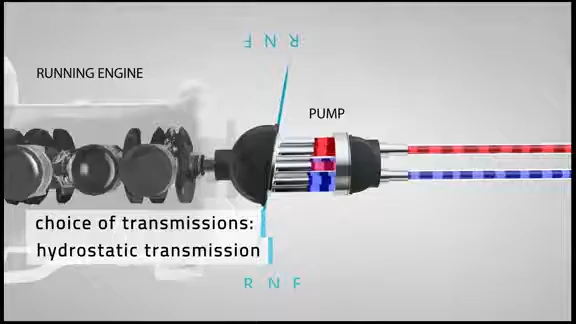 F N R
RUNNING ENGINE
PUMP
choice of transmissions:
hydrostatic transmission
R N F